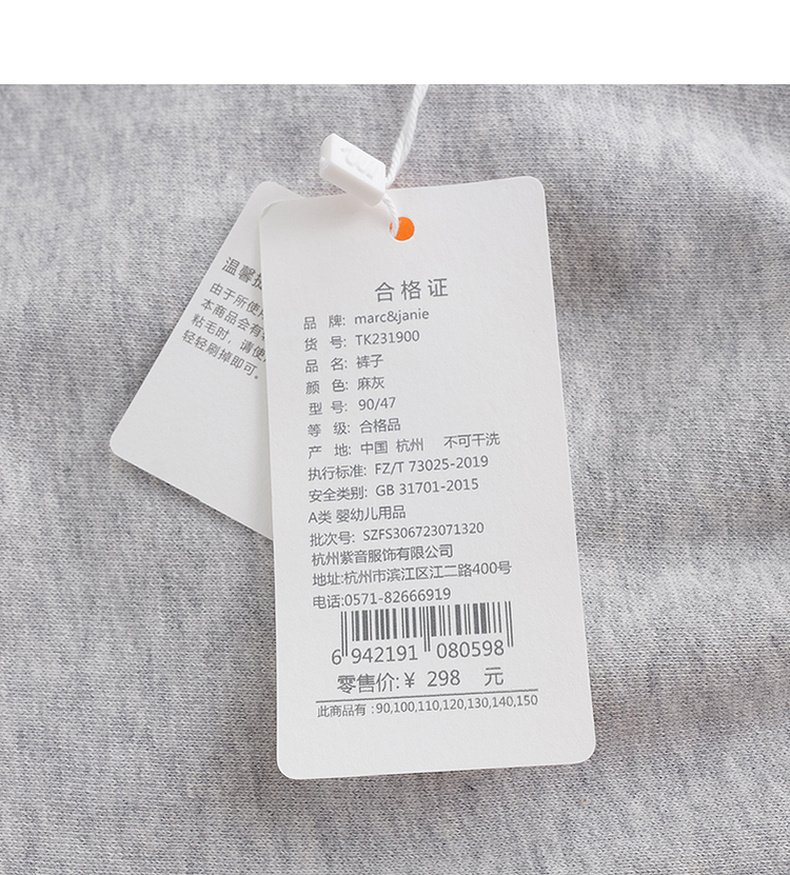 合格证
品 牌: marc&janie
货 号: TK231900
品 名: 裤子
颜 色: 麻灰
型 号: 90/47
等 级: 合格品
产 地: 中国 杭州 不可干洗
执行标准: FZ/T 73025-2019
安全类别: GB 31701-2015
A类 婴幼儿用品
批次号: SZFS306723071320
杭州紫音服饰有限公司
地址:杭州市滨江区江二路400号
电话:0571-82666919
6 942191 080598
零售价:¥ 298 元
此商品有 :90,100,110,120,130,140,150
温馨
由于所使
本商品会有
粘毛时，请使
轻轻刷掉即可。